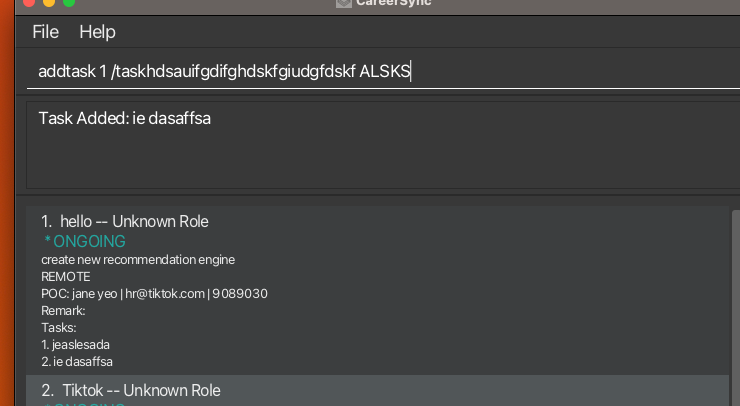 CareerSync
File Help
addtask 1 /taskhdsauifgdifghdskfgiudgfdskf ALSKS
Task Added: ie dasaffsa
1. hello -- Unknown Role
*ONGOING
create new recommendation engine
REMOTE
POC: jane yeo | hr@tiktok.com | 9089030
Remark:
Tasks:
1. jeaslesada
2. ie dasaffsa
2. Tiktok -- Unknown Role
*ONGOING